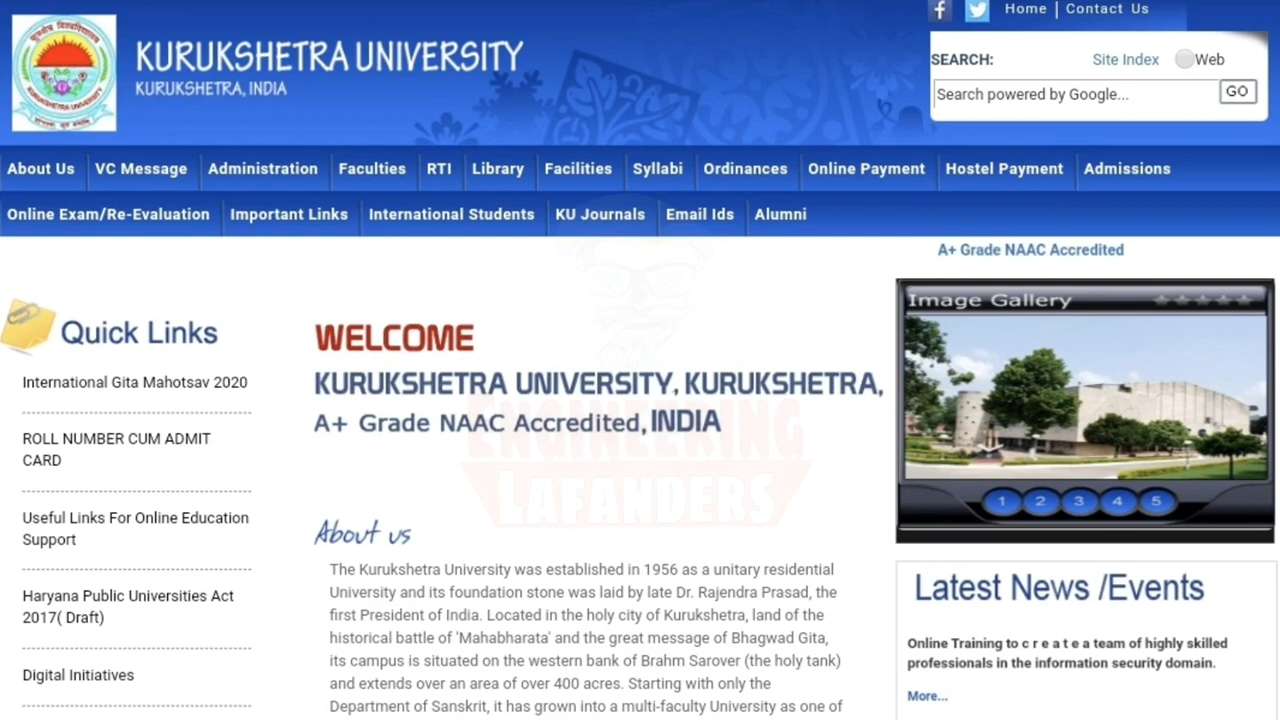 Home | Contact Us
KURUKSHETRA UNIVERSITY
KURUKSHETRA, INDIA
SEARCH: Site Index Web
Search powered by Google... GO
About Us VC Message Administration Faculties RTI Library Facilities Syllabi Ordinances Online Payment Hostel Payment Admissions
Online Exam/Re-Evaluation Important Links International Students KU Journals Email Ids Alumni
A+ Grade NAAC Accredited
Quick Links
International Gita Mahotsav 2020
ROLL NUMBER CUM ADMIT
CARD
Useful Links For Online Education
Support
Haryana Public Universities Act
2017( Draft)
Digital Initiatives
WELCOME
KURUKSHETRA UNIVERSITY, KURUKSHETRA,
A+ Grade NAAC Accredited, INDIA
ENGINEERING
LAFANDERS
About us
The Kurukshetra University was established in 1956 as a unitary residential
University and its foundation stone was laid by late Dr. Rajendra Prasad, the
first President of India. Located in the holy city of Kurukshetra, land of the
historical battle of 'Mahabharata' and the great message of Bhagwad Gita,
its campus is situated on the western bank of Brahm Sarover (the holy tank)
and extends over an area of over 400 acres. Starting with only the
Department of Sanskrit, it has grown into a multi-faculty University as one of
Image Gallery
1 2 3 4 5
Latest News /Events
Online Training to c r e a t e a team of highly skilled
professionals in the information security domain.
More...